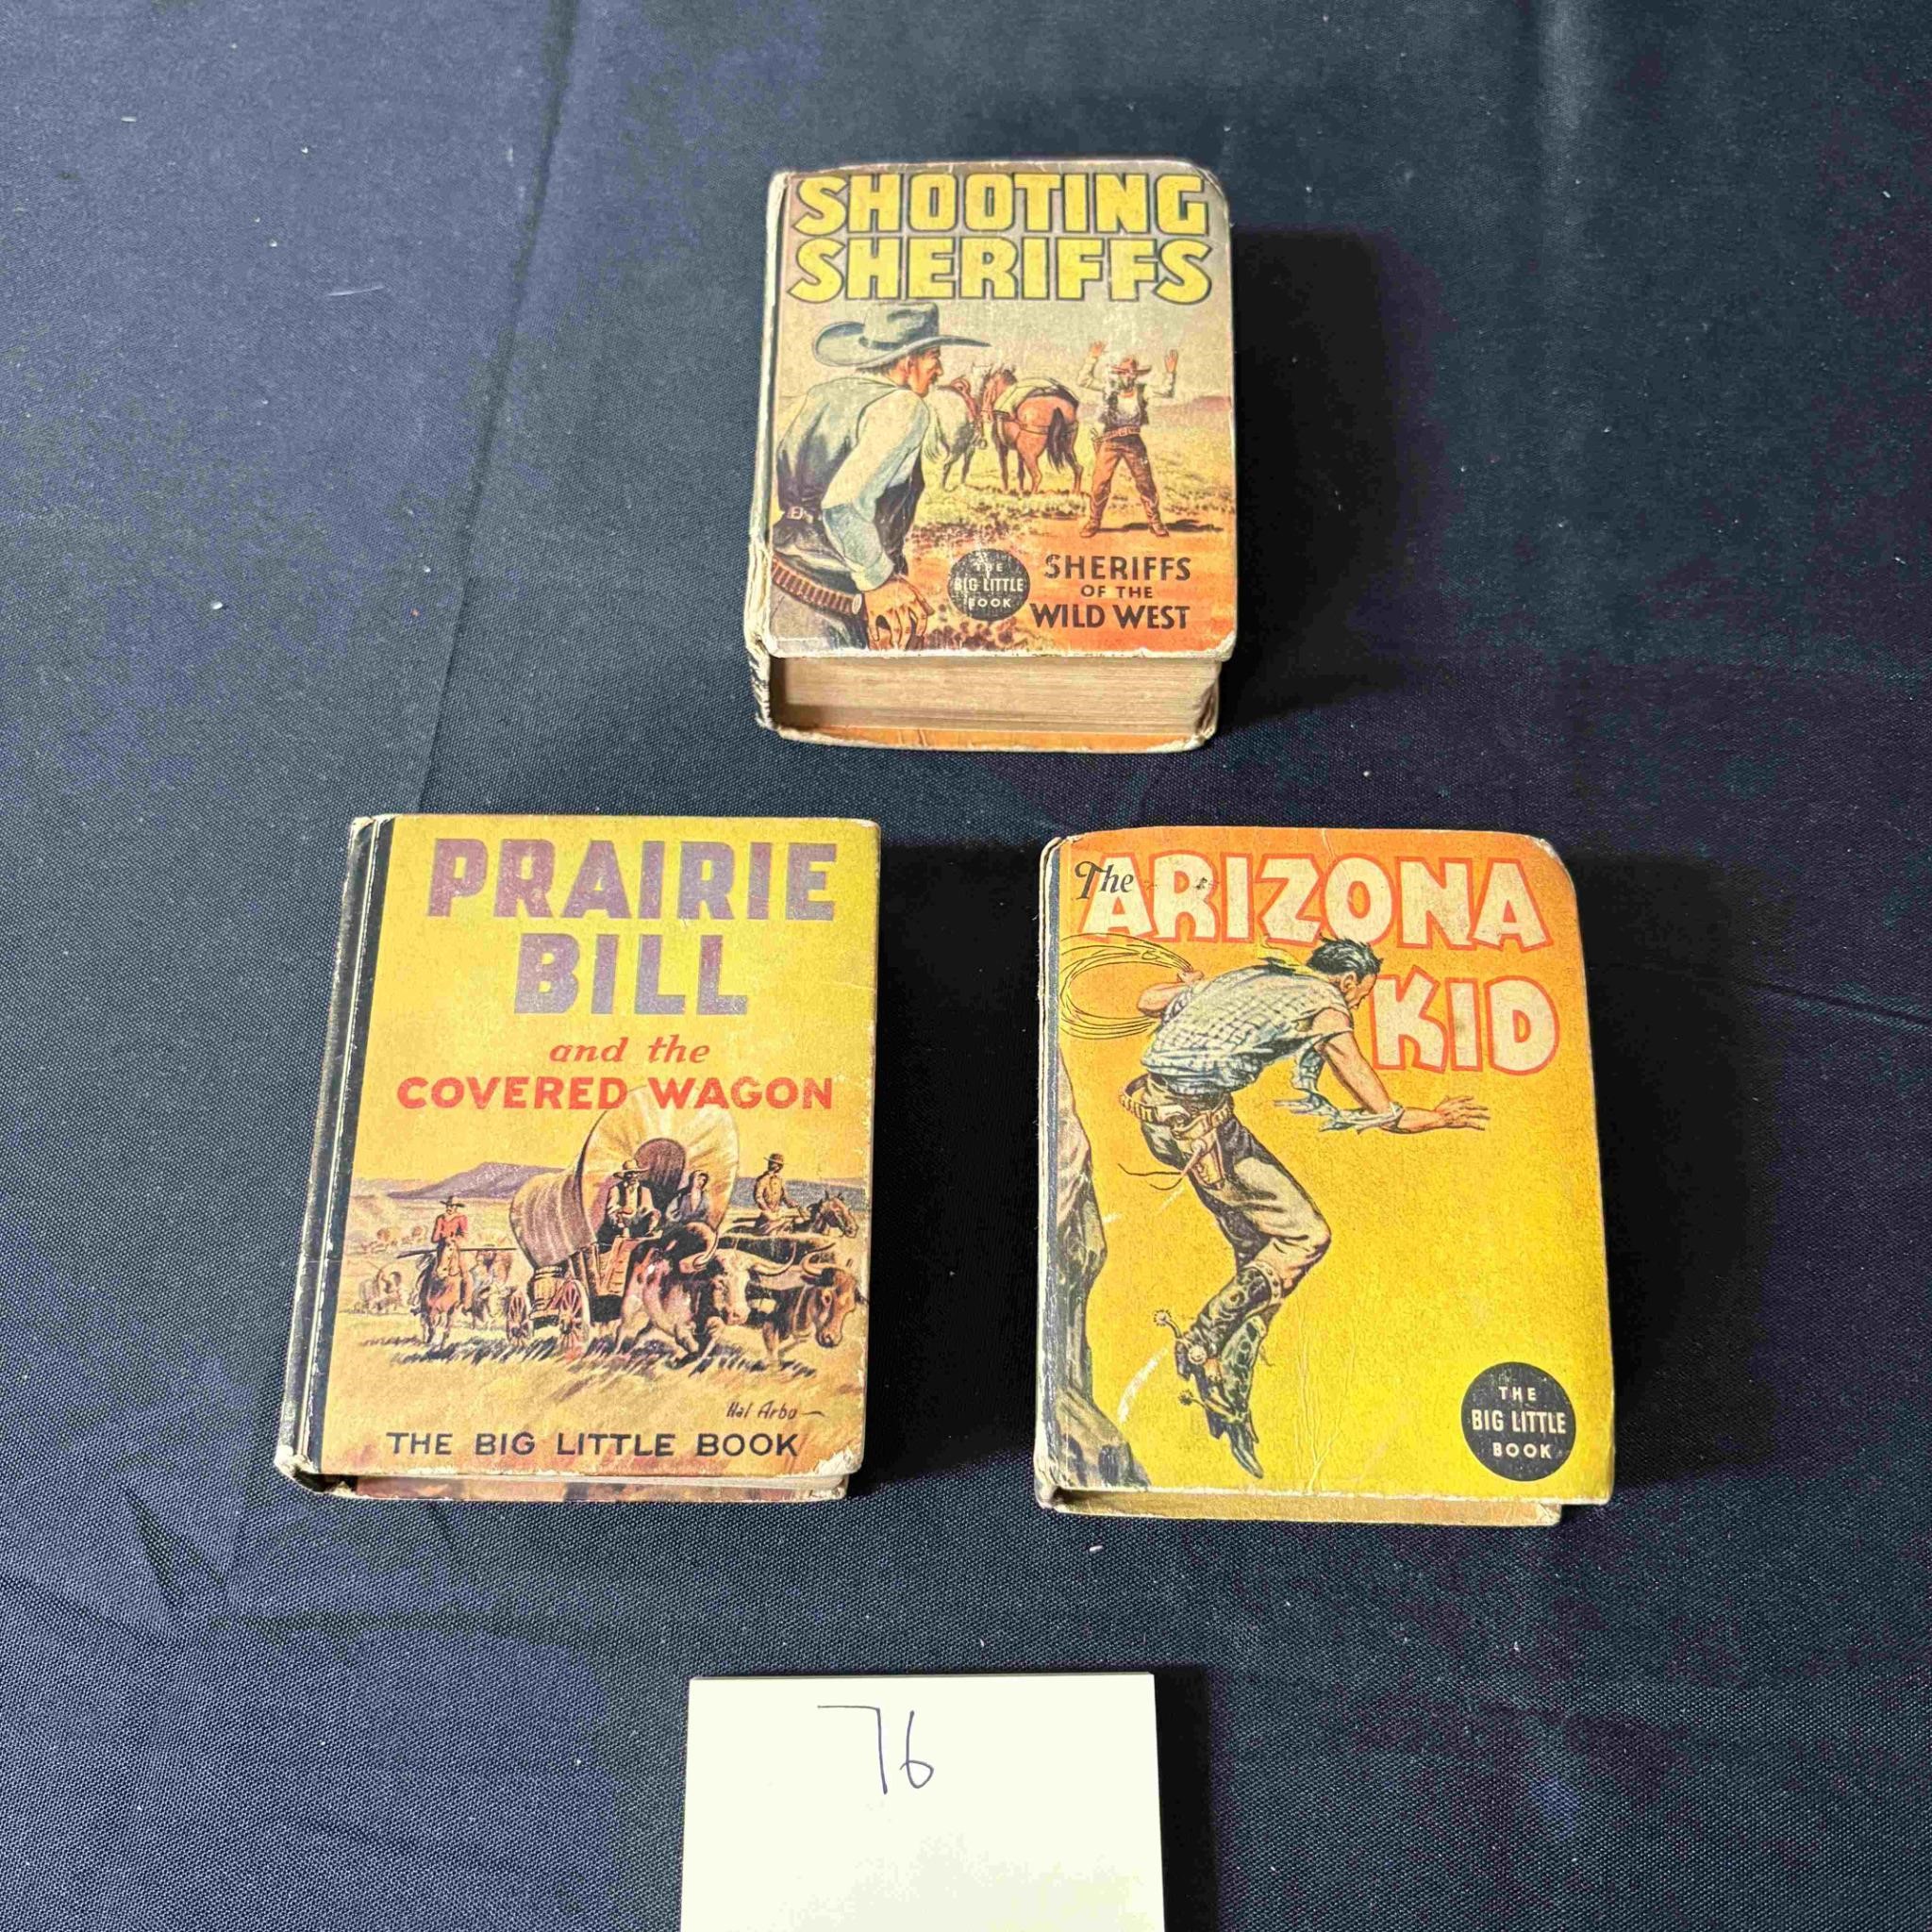 SHOOTING
SHERIFFS
THE
BIG LITTLE
BOOK
SHERIFFS
OF THE
WILD WEST
PRAIRIE
BILL
and the
COVERED WAGON
Hal Arbo
THE BIG LITTLE BOOK
The ARIZONA
KID
THE
BIG LITTLE
BOOK
76